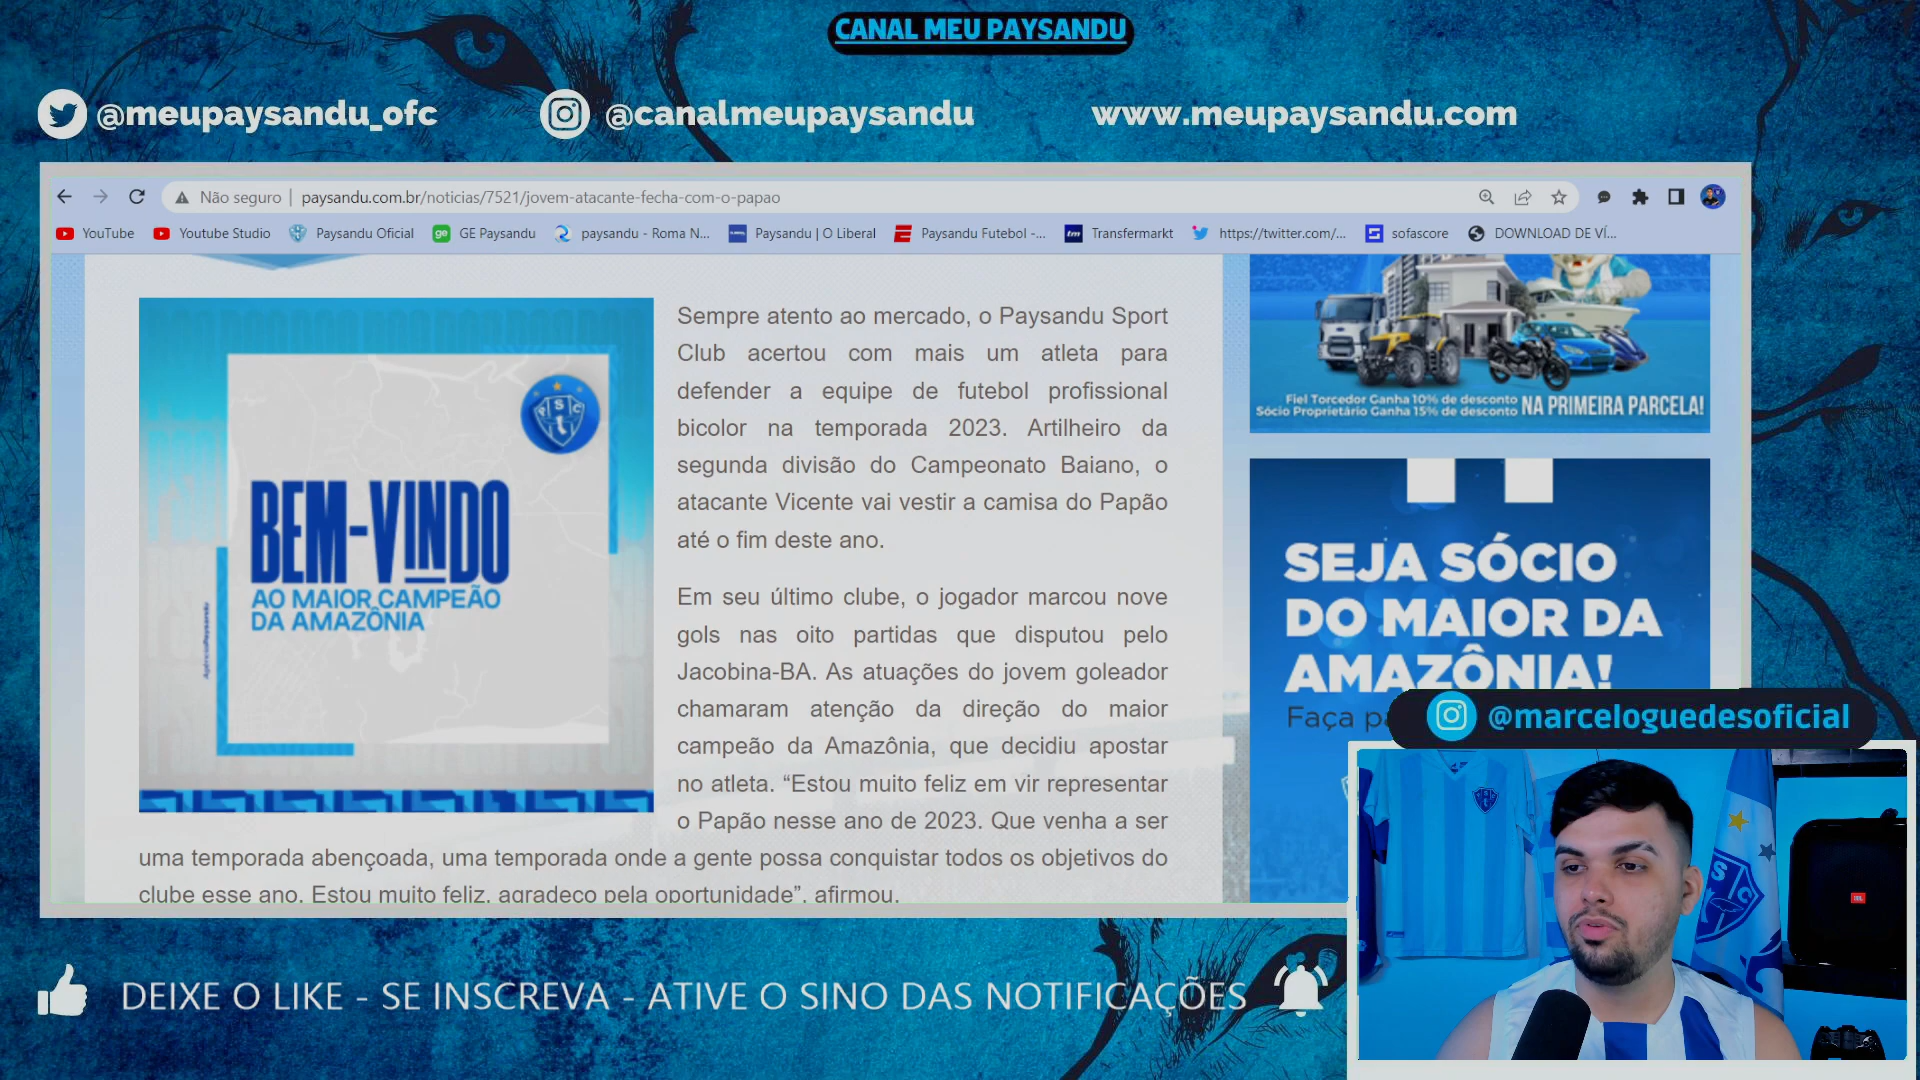 CANAL MEU PAYSANDU
@meupaysandu_ofc
@canalmeupaysandu
www.meupaysandu.com
Não seguro | paysandu.com.br/noticias/7521/jovem-atacante-fecha-com-o-papao
YouTube
YouTube Studio
Paysandu Oficial
GE Paysandu
paysandu - Roma N...
Paysandu | O Liberal
Paysandu Futebol -...
Transfermarkt
https://twitter.com/...
sofascore
DOWNLOAD DE VÍ...
BEM-VINDO
AO MAIOR CAMPEÃO
DA AMAZÔNIA
Sempre atento ao mercado, o Paysandu Sport
Club acertou com mais um atleta para
defender a equipe de futebol profissional
bicolor na temporada 2023. Artilheiro da
segunda divisão do Campeonato Baiano, o
atacante Vicente vai vestir a camisa do Papão
até o fim deste ano.
Em seu último clube, o jogador marcou nove
gols nas oito partidas que disputou pelo
Jacobina-BA. As atuações do jovem goleador
chamaram atenção da direção do maior
campeão da Amazônia, que decidiu apostar
no atleta. “Estou muito feliz em vir representar
o Papão nesse ano de 2023. Que venha a ser
uma temporada abençoada, uma temporada onde a gente possa conquistar todos os objetivos do
clube esse ano. Estou muito feliz, agradeço pela oportunidade”, afirmou.
Fiel Torcedor Ganha 10% de desconto
Sócio Proprietário Ganha 15% de desconto NA PRIMEIRA PARCELA!
SEJA SÓCIO
DO MAIOR DA
AMAZÔNIA!
Faça
@marceloguedesoficial
JBL
DEIXE O LIKE - SE INSCREVA - ATIVE O SINO DAS NOTIFICAÇÕES